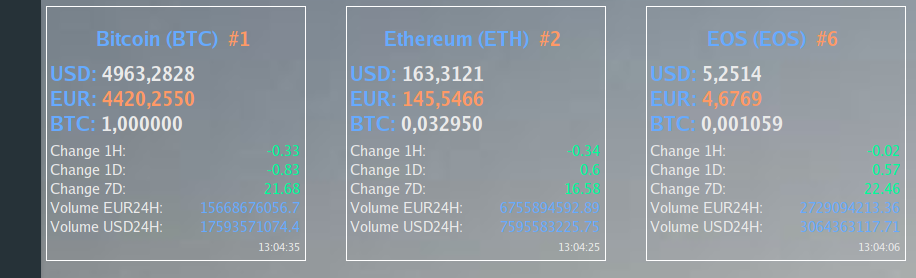 Bitcoin (BTC) #1
USD: 4963,2828
EUR: 4420,2550
BTC: 1,000000
Change 1H: -0.33
Change 1D: -0.83
Change 7D: 21.68
Volume EUR24H: 15668676056.7
Volume USD24H: 17593571074.4
13:04:35
Ethereum (ETH) #2
USD: 163,3121
EUR: 145,5466
BTC: 0,032950
Change 1H: -0.34
Change 1D: 0.6
Change 7D: 16.58
Volume EUR24H:
Volume USD24H:
13:04:25
EOS (EOS) #6
USD: 5,2514
EUR: 4,6769
BTC: 0,001059
Change 1H: -0.02
Change 1D: 0.57
Change 7D: 22.46
Volume EUR24H: 2729094213.36
Volume USD24H: 3064363117.71
13:04:06